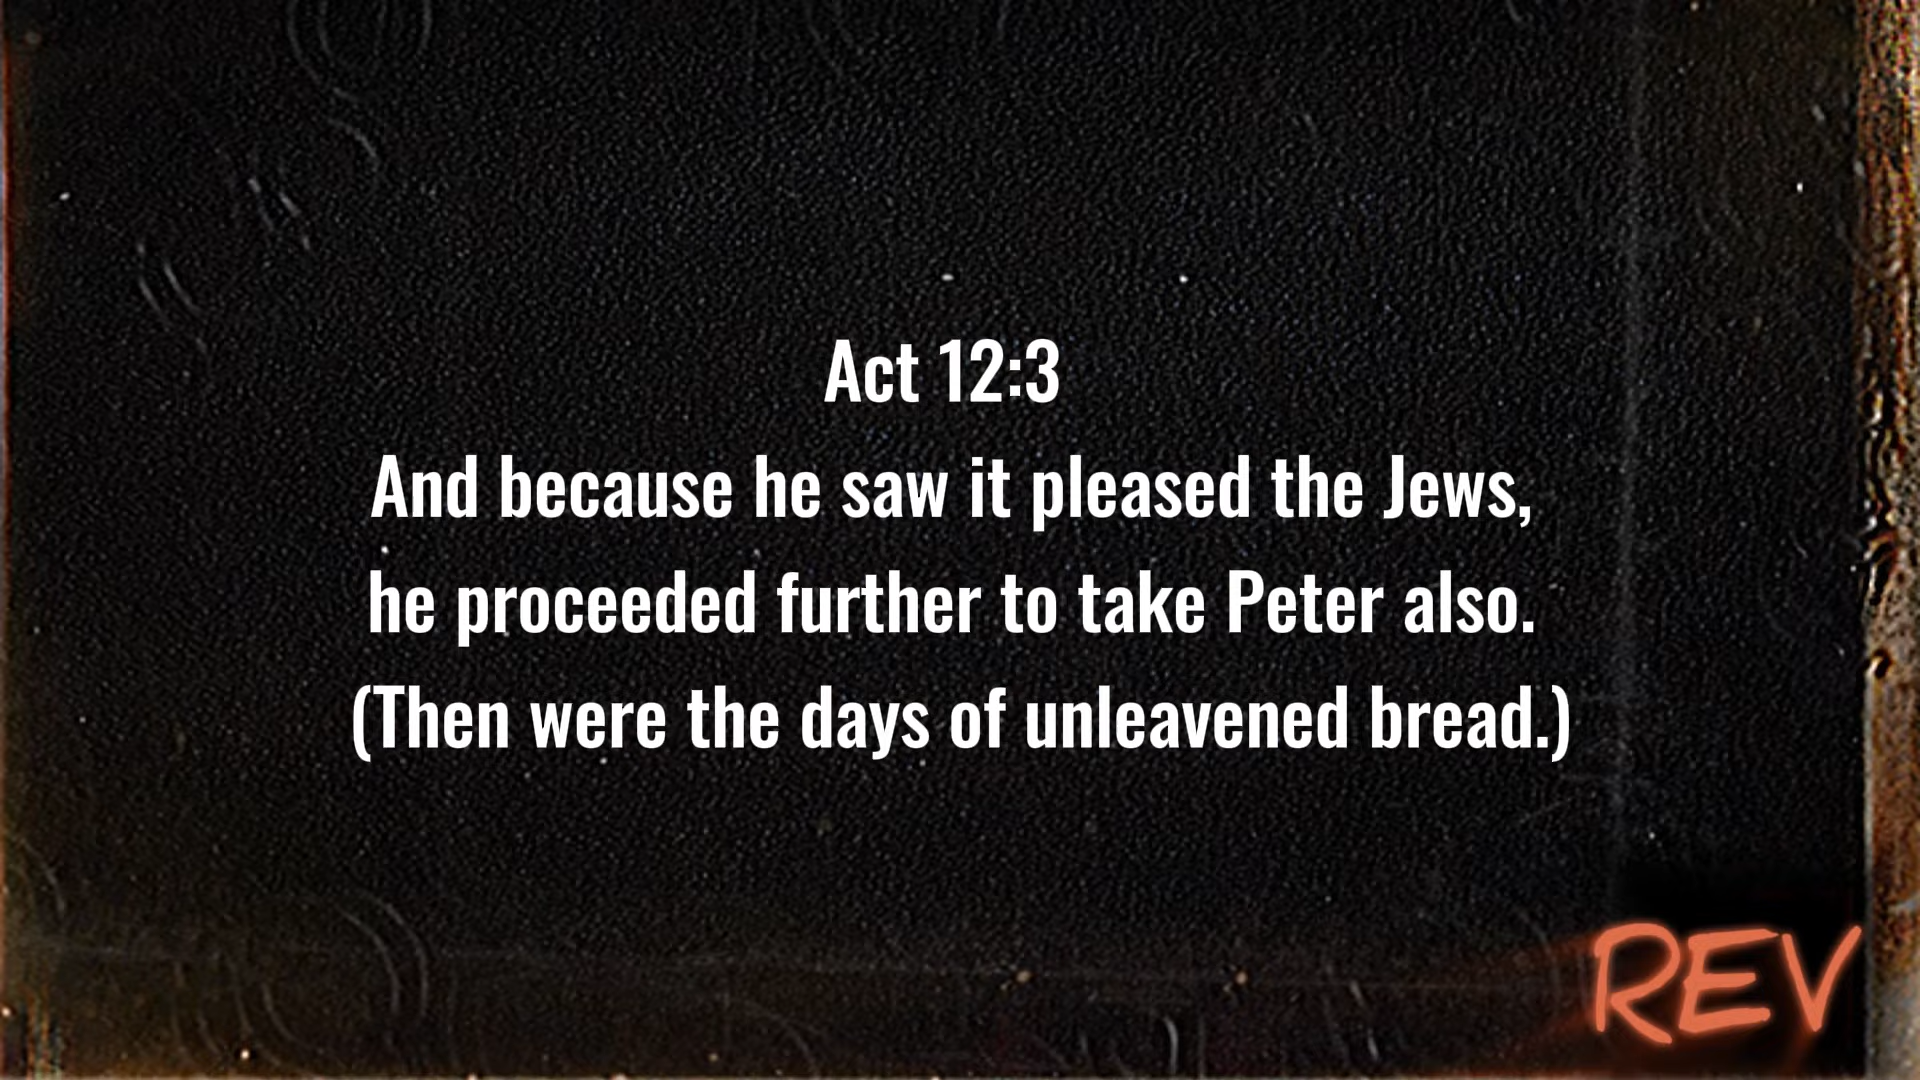 Act 12:3
And because he saw it pleased the Jews,
he proceeded further to take Peter also.
(Then were the days of unleavened bread.)
REV